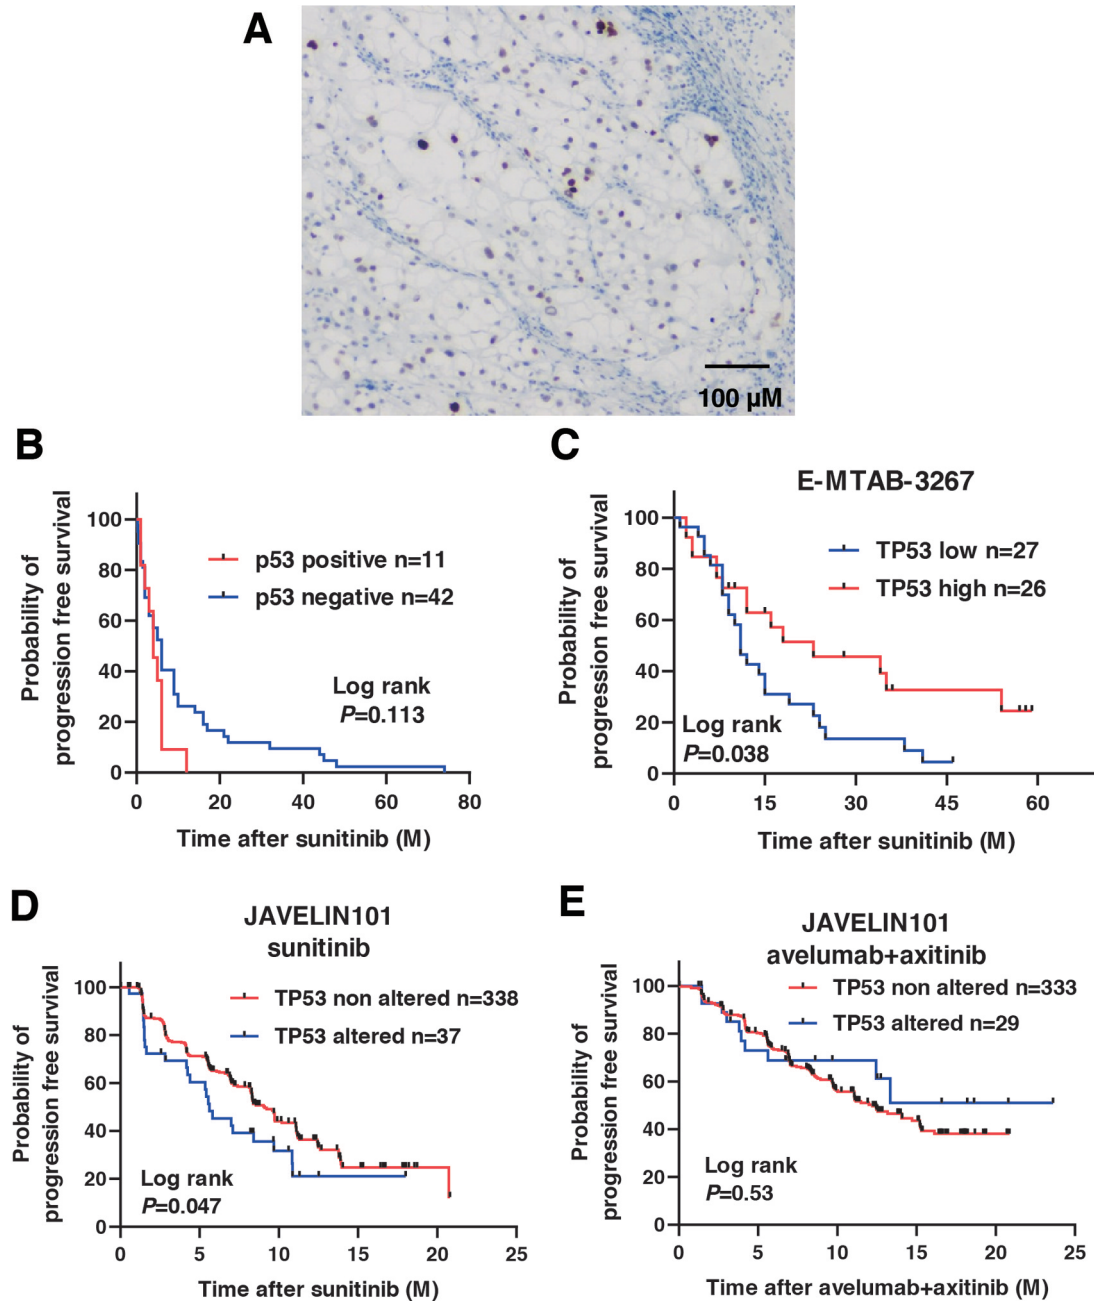 A
100 µM
B
Probability of
progression free survival
100
80
60
40
20
0
p53 positive n=11
p53 negative n=42
Log rank
P=0.113
0 20 40 60 80
Time after sunitinib (M)
C
E-MTAB-3267
Probability of
progression free survival
100
80
60
40
20
0
TP53 low n=27
TP53 high n=26
Log rank
P=0.038
0 15 30 45 60
Time after sunitinib (M)
D
JAVELIN101
sunitinib
Probability of
progression free survival
100
80
60
40
20
0
TP53 non altered n=338
TP53 altered n=37
Log rank
P=0.047
0 5 10 15 20 25
Time after sunitinib (M)
E
JAVELIN101
avelumab+axitinib
Probability of
progression free survival
100
80
60
40
20
0
TP53 non altered n=333
TP53 altered n=29
Log rank
P=0.53
0 5 10 15 20 25
Time after avelumab+axitinib (M)